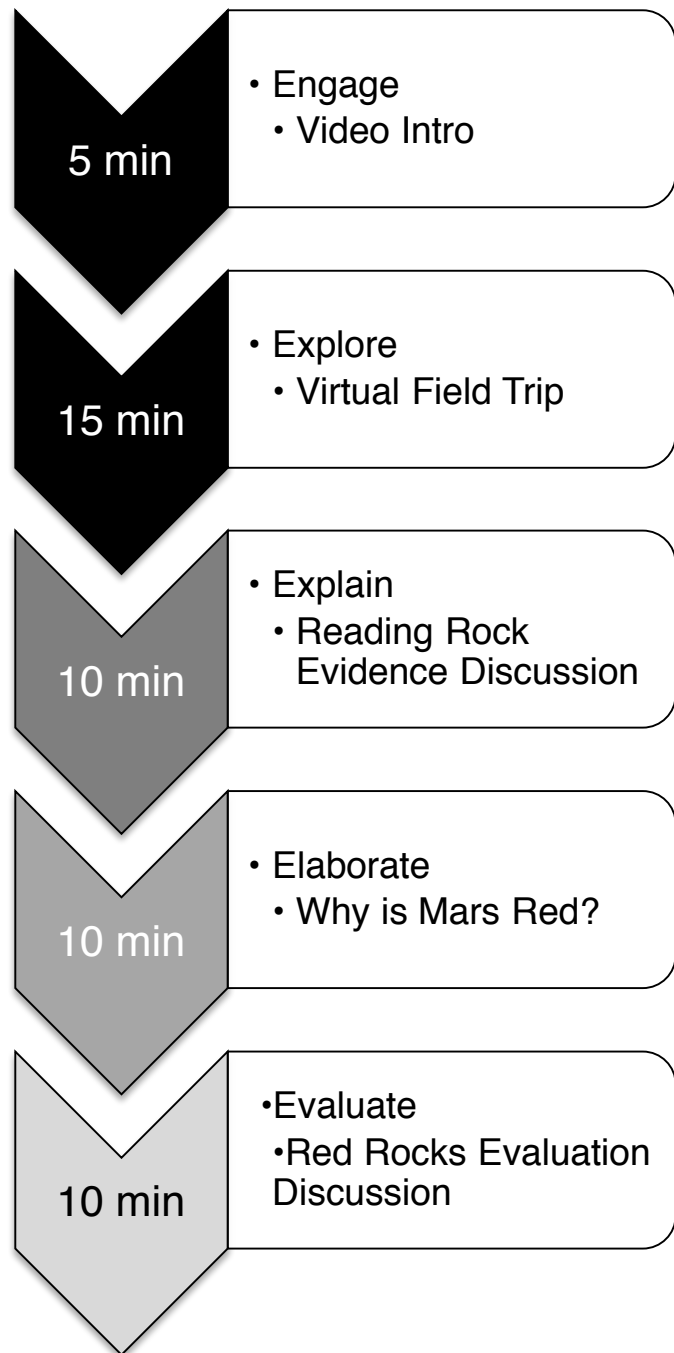 5 min
• Engage
• Video Intro
15 min
• Explore
• Virtual Field Trip
10 min
• Explain
• Reading Rock
Evidence Discussion
10 min
• Elaborate
• Why is Mars Red?
10 min
•Evaluate
•Red Rocks Evaluation
Discussion